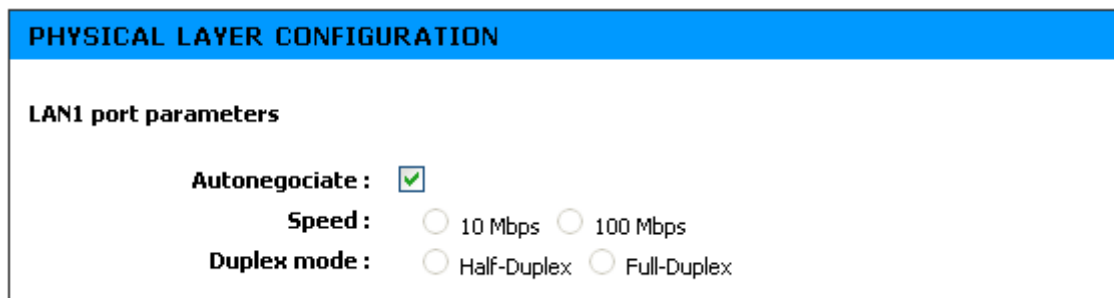 PHYSICAL LAYER CONFIGURATION
LAN1 port parameters
Autonegociate :
Speed : 10 Mbps 100 Mbps
Duplex mode : Half-Duplex Full-Duplex